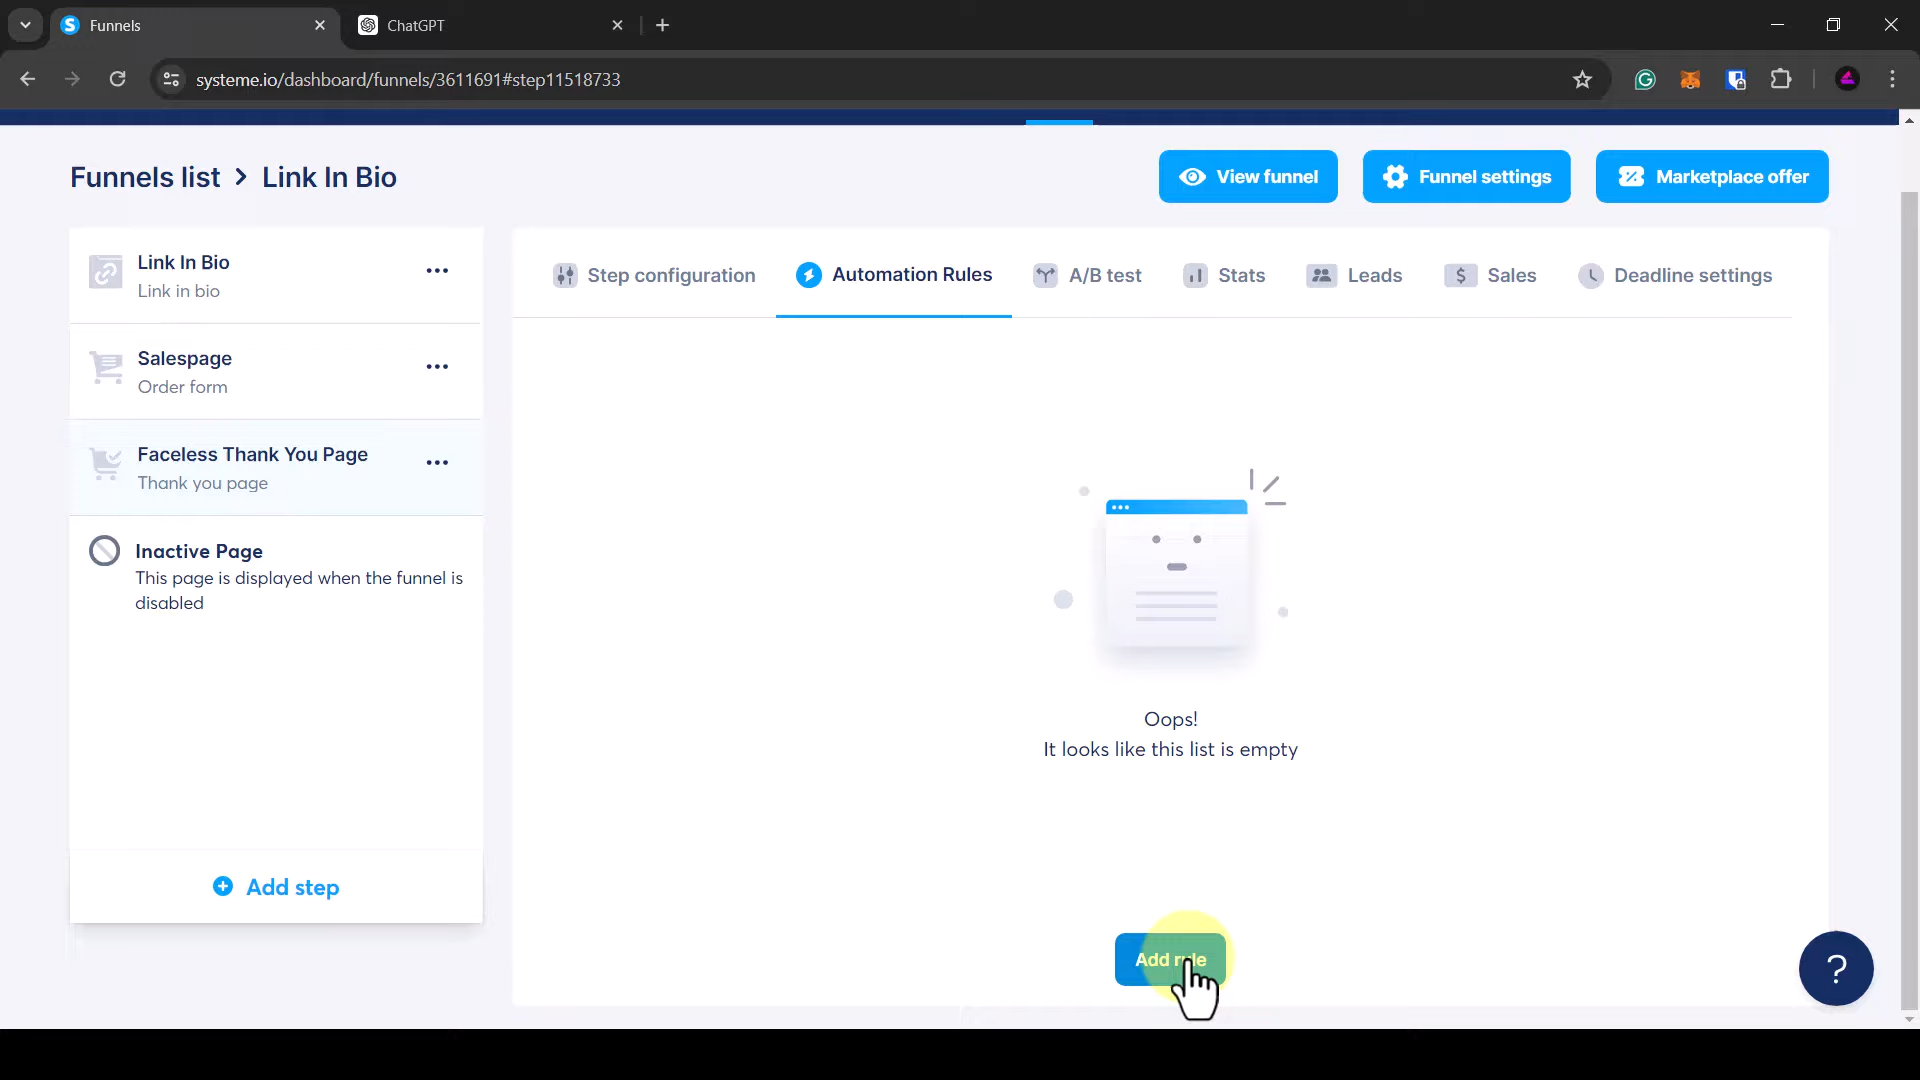 Funnels
ChatGPT
systeme.io/dashboard/funnels/3611691#step11518733
Funnels list > Link In Bio
View funnel
Funnel settings
Marketplace offer
Link In Bio
Link in bio
Salespage
Order form
Faceless Thank You Page
Thank you page
Inactive Page
This page is displayed when the funnel is
disabled
Add step
Step configuration
Automation Rules
A/B test
Stats
Leads
Sales
Deadline settings
Oops!
It looks like this list is empty
Add rule
?